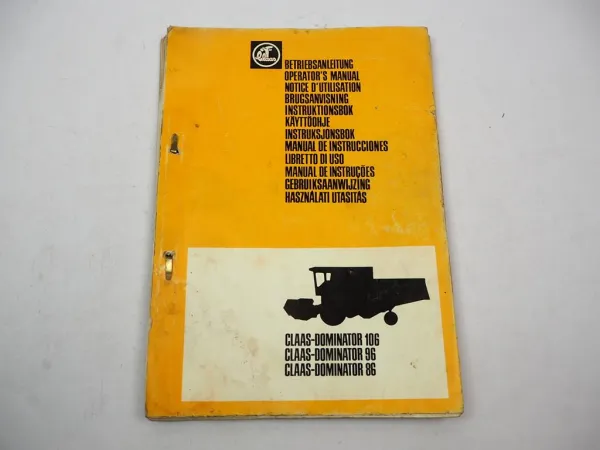 BETRIEBSANLEITUNG
OPERATOR'S MANUAL
NOTICE D'UTILISATION
BRUGSANVISNING
INSTRUKTIONSBOK
KÄYTTÖOHJE
INSTRUKSJONSBOK
MANUAL DE INSTRUCCIONES
LIBRETTO DI USO
MANUAL DE INSTRUÇÕES
GEBRUIKSAANWIJZING
HASZNÁLATI UTASITÁS
CLAAS-DOMINATOR 106
CLAAS-DOMINATOR 96
CLAAS-DOMINATOR 86